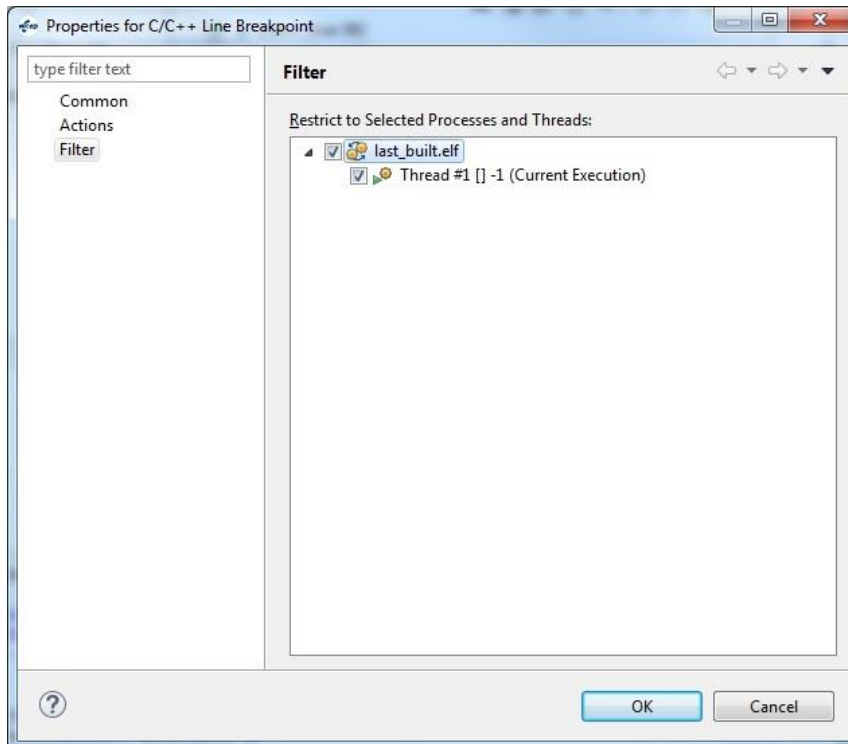 Properties for C/C++ Line Breakpoint
type filter text
Common
Actions
Filter
Filter
Restrict to Selected Processes and Threads:
last_built.elf
Thread #1 [] -1 (Current Execution)
?
OK
Cancel